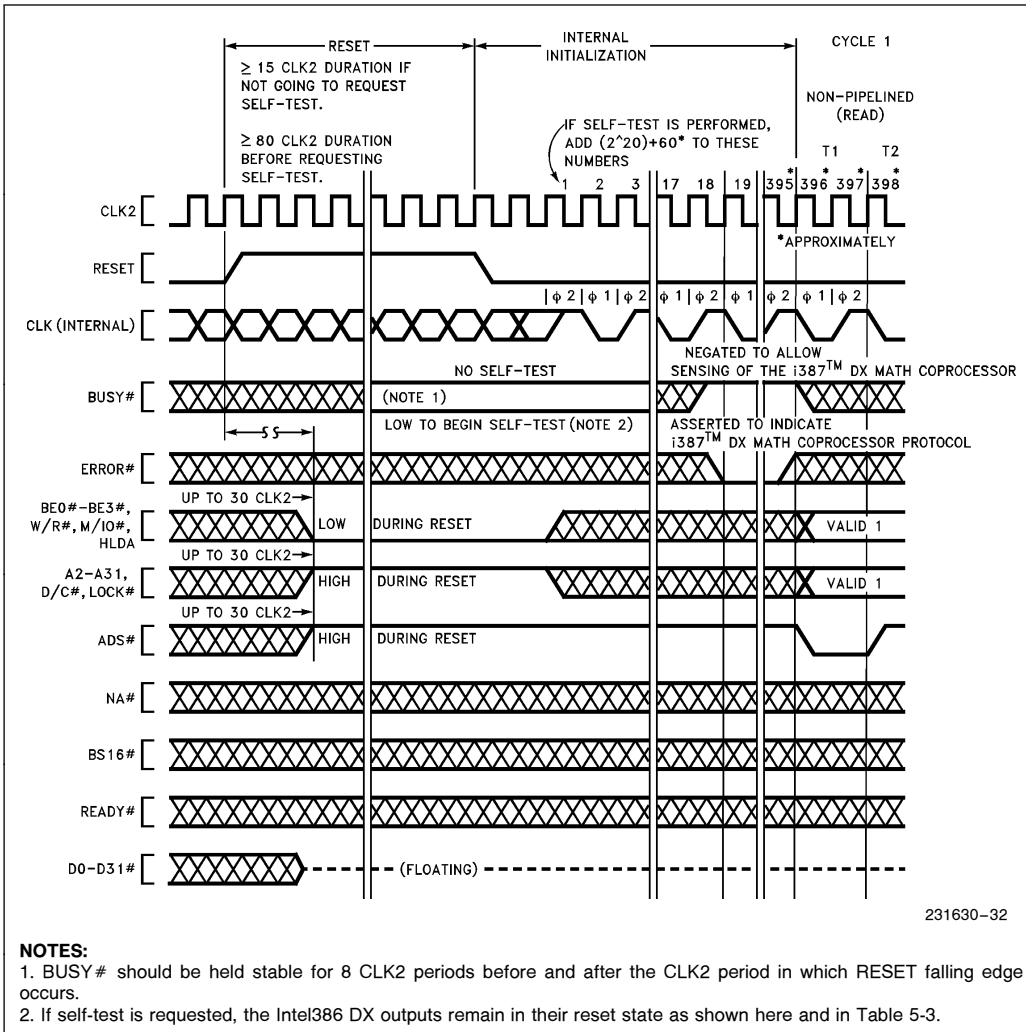 RESET
INTERNAL
INITIALIZATION
CYCLE 1
≥ 15 CLK2 DURATION IF
NOT GOING TO REQUEST
SELF-TEST.
≥ 80 CLK2 DURATION
BEFORE REQUESTING
SELF-TEST.
NON-PIPELINED
(READ)
IF SELF-TEST IS PERFORMED,
ADD (2^20)+60* TO THESE
NUMBERS
T1 T2
1 2 3 17 18 19 395* 396* 397* 398*
CLK2
*APPROXIMATELY
RESET
ϕ 2 ϕ 1 ϕ 2 ϕ 1 ϕ 2 ϕ 1 ϕ 2 ϕ 1 ϕ 2
CLK (INTERNAL)
NO SELF-TEST
NEGATED TO ALLOW
SENSING OF THE i387™ DX MATH COPROCESSOR
BUSY#
(NOTE 1)
LOW TO BEGIN SELF-TEST (NOTE 2)
ASSERTED TO INDICATE
i387™ DX MATH COPROCESSOR PROTOCOL
ERROR#
UP TO 30 CLK2
BE0#-BE3#,
W/R#, M/IO#,
HLDA
LOW DURING RESET
VALID 1
UP TO 30 CLK2
A2-A31,
D/C#, LOCK#
HIGH DURING RESET
VALID 1
UP TO 30 CLK2
ADS#
HIGH DURING RESET
NA#
BS16#
READY#
D0-D31#
(FLOATING)
231630-32
NOTES:
1. BUSY# should be held stable for 8 CLK2 periods before and after the CLK2 period in which RESET falling edge
occurs.
2. If self-test is requested, the Intel386 DX outputs remain in their reset state as shown here and in Table 5-3.